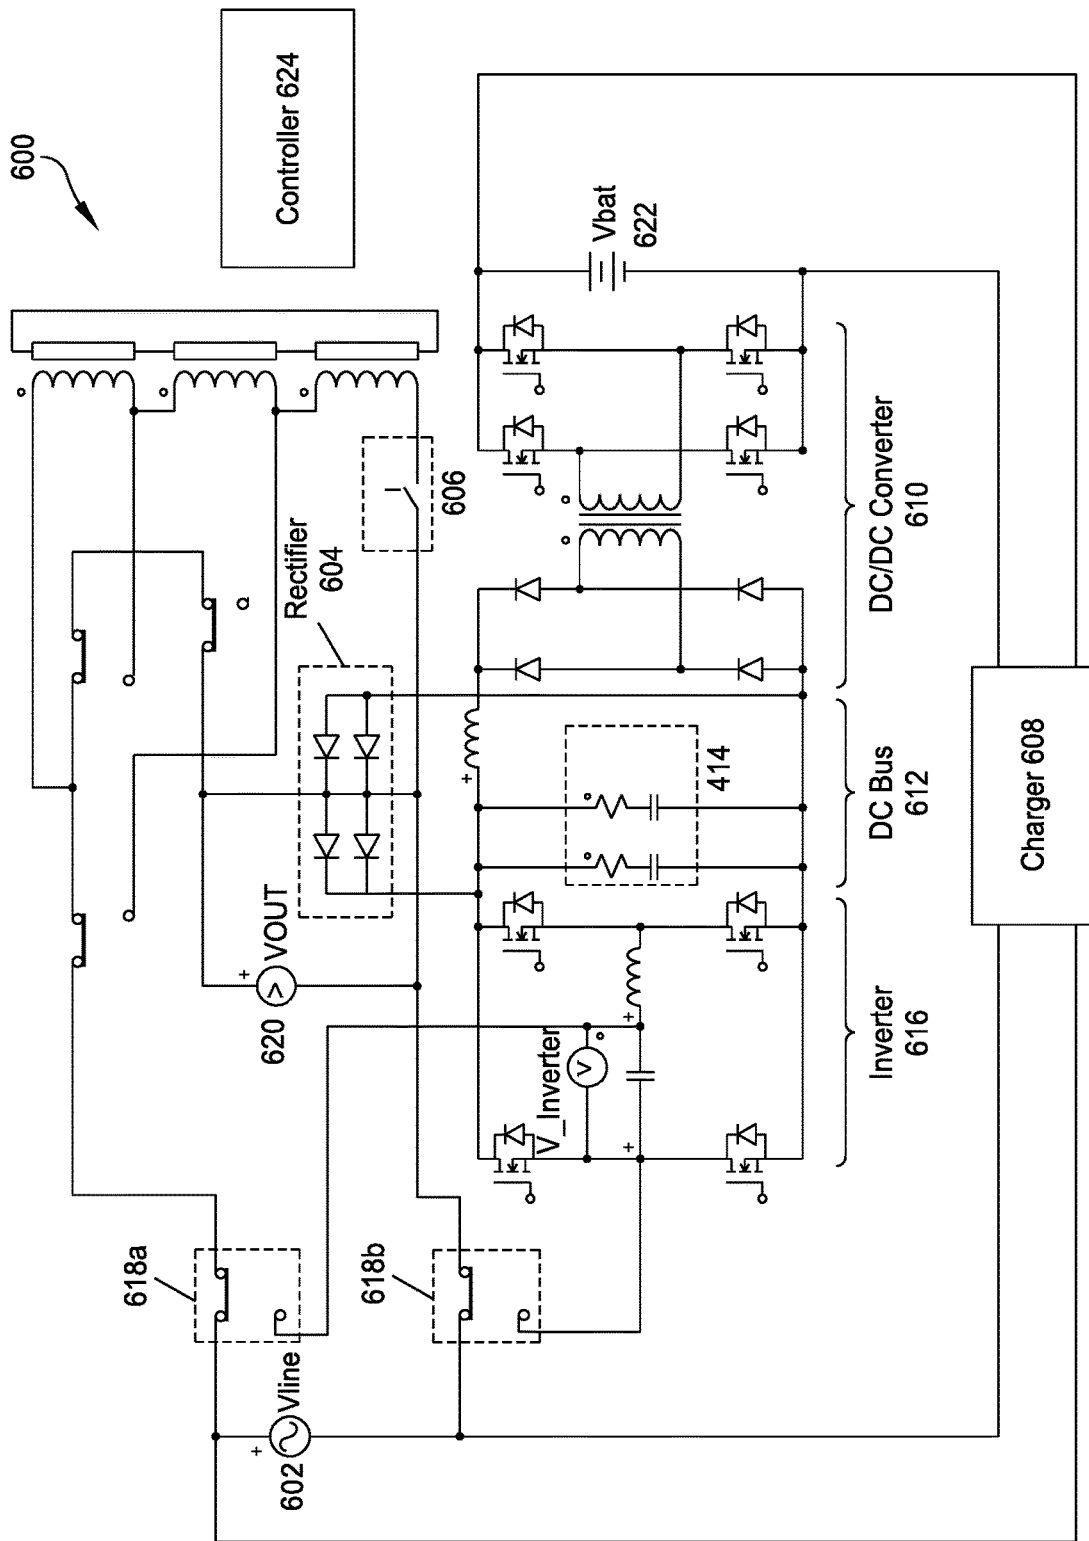 600
Controller 624
Rectifier
604
606
618a
620
VOUT
+
618b
602
Vline
+
V_Inverter
V
+
+
+
414
Vbat
622
Inverter
616
DC Bus
612
DC/DC Converter
610
Charger 608